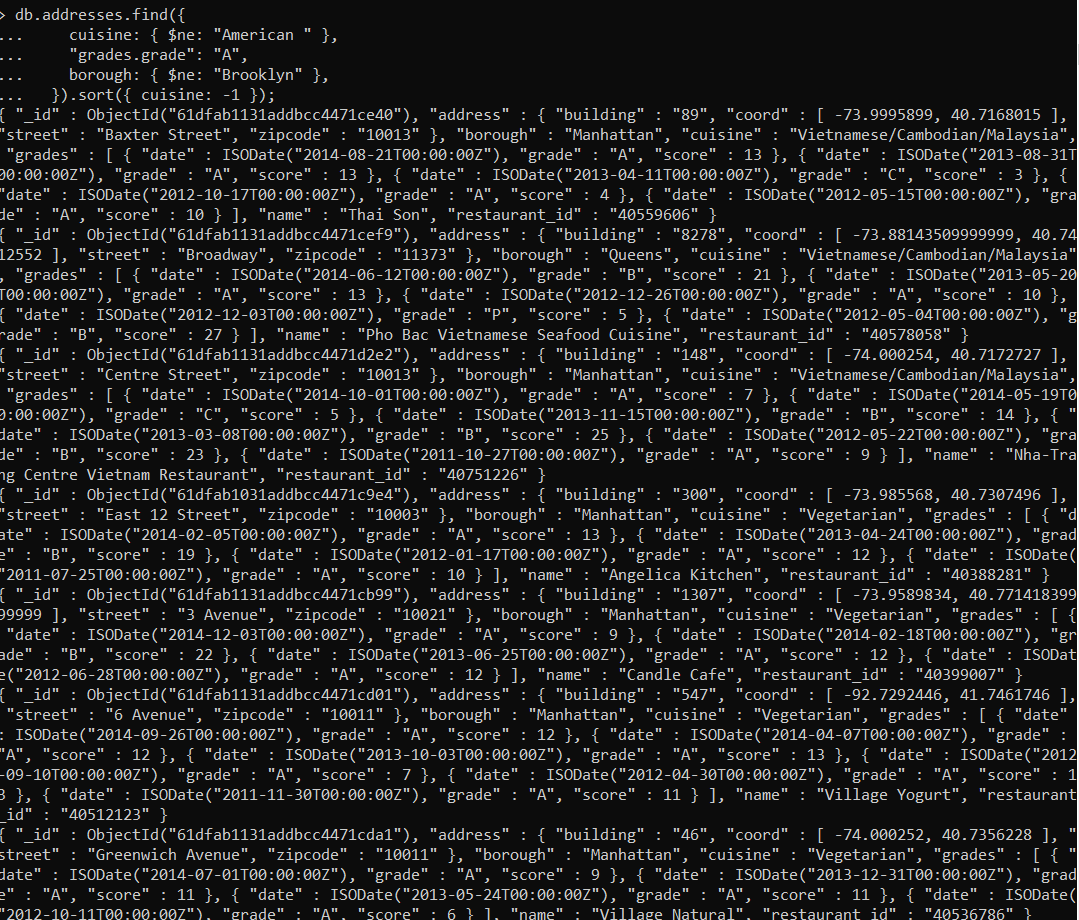 > db.addresses.find({
...     cuisine: { $ne: "American " },
...     "grades.grade": "A",
...     borough: { $ne: "Brooklyn" },
...   }).sort({ cuisine: -1 });
{ "_id" : ObjectId("61dfab1131addbcc4471ce40"), "address" : { "building" : "89", "coord" : [ -73.9995899, 40.7168015 ],
"street" : "Baxter Street", "zipcode" : "10013" }, "borough" : "Manhattan", "cuisine" : "Vietnamese/Cambodian/Malaysia",
"grades" : [ { "date" : ISODate("2014-08-21T00:00:00Z"), "grade" : "A", "score" : 13 }, { "date" : ISODate("2013-08-31T
00:00:00Z"), "grade" : "A", "score" : 13 }, { "date" : ISODate("2013-04-11T00:00:00Z"), "grade" : "C", "score" : 3 }, {
"date" : ISODate("2012-10-17T00:00:00Z"), "grade" : "A", "score" : 4 }, { "date" : ISODate("2012-05-15T00:00:00Z"), "gra
de" : "A", "score" : 10 } ], "name" : "Thai Son", "restaurant_id" : "40559606" }
{ "_id" : ObjectId("61dfab1131addbcc4471cef9"), "address" : { "building" : "8278", "coord" : [ -73.88143509999999, 40.74
12552 ], "street" : "Broadway", "zipcode" : "11373" }, "borough" : "Queens", "cuisine" : "Vietnamese/Cambodian/Malaysia"
, "grades" : [ { "date" : ISODate("2014-06-12T00:00:00Z"), "grade" : "B", "score" : 21 }, { "date" : ISODate("2013-05-20
T00:00:00Z"), "grade" : "A", "score" : 13 }, { "date" : ISODate("2012-12-26T00:00:00Z"), "grade" : "A", "score" : 10 },
{ "date" : ISODate("2012-12-03T00:00:00Z"), "grade" : "P", "score" : 5 }, { "date" : ISODate("2012-05-04T00:00:00Z"), "g
rade" : "B", "score" : 27 } ], "name" : "Pho Bac Vietnamese Seafood Cuisine", "restaurant_id" : "40578058" }
{ "_id" : ObjectId("61dfab1131addbcc4471d2e2"), "address" : { "building" : "148", "coord" : [ -74.000254, 40.7172727 ],
"street" : "Centre Street", "zipcode" : "10013" }, "borough" : "Manhattan", "cuisine" : "Vietnamese/Cambodian/Malaysia",
"grades" : [ { "date" : ISODate("2014-10-01T00:00:00Z"), "grade" : "A", "score" : 7 }, { "date" : ISODate("2014-05-19T0
0:00:00Z"), "grade" : "C", "score" : 5 }, { "date" : ISODate("2013-11-15T00:00:00Z"), "grade" : "B", "score" : 14 }, { "
date" : ISODate("2013-03-08T00:00:00Z"), "grade" : "B", "score" : 25 }, { "date" : ISODate("2012-05-22T00:00:00Z"), "gra
de" : "B", "score" : 23 }, { "date" : ISODate("2011-10-27T00:00:00Z"), "grade" : "A", "score" : 9 } ], "name" : "Nha-Tra
ng Centre Vietnam Restaurant", "restaurant_id" : "40751226" }
{ "_id" : ObjectId("61dfab1031addbcc4471c9e4"), "address" : { "building" : "300", "coord" : [ -73.985568, 40.7307496 ],
"street" : "East 12 Street", "zipcode" : "10003" }, "borough" : "Manhattan", "cuisine" : "Vegetarian", "grades" : [ { "d
ate" : ISODate("2014-02-05T00:00:00Z"), "grade" : "A", "score" : 13 }, { "date" : ISODate("2013-04-24T00:00:00Z"), "grad
e" : "B", "score" : 19 }, { "date" : ISODate("2012-01-17T00:00:00Z"), "grade" : "A", "score" : 12 }, { "date" : ISODate(
"2011-07-25T00:00:00Z"), "grade" : "A", "score" : 10 } ], "name" : "Angelica Kitchen", "restaurant_id" : "40388281" }
{ "_id" : ObjectId("61dfab1131addbcc4471cb99"), "address" : { "building" : "1307", "coord" : [ -73.9589834, 40.771418399
99999 ], "street" : "3 Avenue", "zipcode" : "10021" }, "borough" : "Manhattan", "cuisine" : "Vegetarian", "grades" : [ {
"date" : ISODate("2014-12-03T00:00:00Z"), "grade" : "A", "score" : 9 }, { "date" : ISODate("2014-02-18T00:00:00Z"), "gr
ade" : "B", "score" : 22 }, { "date" : ISODate("2013-06-25T00:00:00Z"), "grade" : "A", "score" : 12 }, { "date" : ISODat
e("2012-06-28T00:00:00Z"), "grade" : "A", "score" : 12 } ], "name" : "Candle Cafe", "restaurant_id" : "40399007" }
{ "_id" : ObjectId("61dfab1131addbcc4471cd01"), "address" : { "building" : "547", "coord" : [ -92.7292446, 41.7461746 ],
"street" : "6 Avenue", "zipcode" : "10011" }, "borough" : "Manhattan", "cuisine" : "Vegetarian", "grades" : [ { "date"
: ISODate("2014-09-26T00:00:00Z"), "grade" : "A", "score" : 12 }, { "date" : ISODate("2014-04-07T00:00:00Z"), "grade" :
"A", "score" : 12 }, { "date" : ISODate("2013-10-03T00:00:00Z"), "grade" : "A", "score" : 13 }, { "date" : ISODate("2012
-09-10T00:00:00Z"), "grade" : "A", "score" : 7 }, { "date" : ISODate("2012-04-30T00:00:00Z"), "grade" : "A", "score" : 1
3 }, { "date" : ISODate("2011-11-30T00:00:00Z"), "grade" : "A", "score" : 11 } ], "name" : "Village Yogurt", "restaurant
_id" : "40512123" }
{ "_id" : ObjectId("61dfab1131addbcc4471cda1"), "address" : { "building" : "46", "coord" : [ -74.000252, 40.7356228 ], "
street" : "Greenwich Avenue", "zipcode" : "10011" }, "borough" : "Manhattan", "cuisine" : "Vegetarian", "grades" : [ { "
date" : ISODate("2014-07-01T00:00:00Z"), "grade" : "A", "score" : 9 }, { "date" : ISODate("2013-12-31T00:00:00Z"), "grad
e" : "A", "score" : 11 }, { "date" : ISODate("2013-05-24T00:00:00Z"), "grade" : "A", "score" : 11 }, { "date" : ISODate(
"2012-10-11T00:00:00Z"), "grade" : "A", "score" : 6 } ], "name" : "Village Natural", "restaurant_id" : "40536786" }